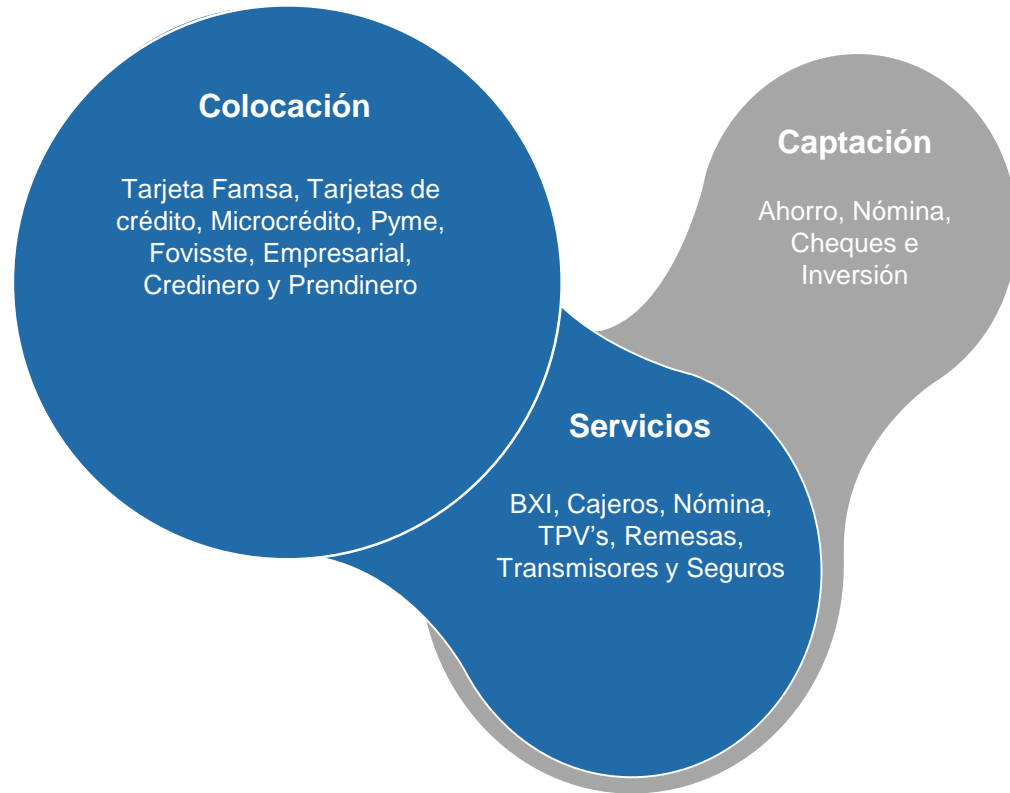 Colocación
Tarjeta Famsa, Tarjetas de
crédito, Microcrédito, Pyme,
Fovisste, Empresarial,
Credinero y Prendinero
Captación
Ahorro, Nómina,
Cheques e
Inversión
Servicios
BXI, Cajeros, Nómina,
TPV’s, Remesas,
Transmisores y Seguros